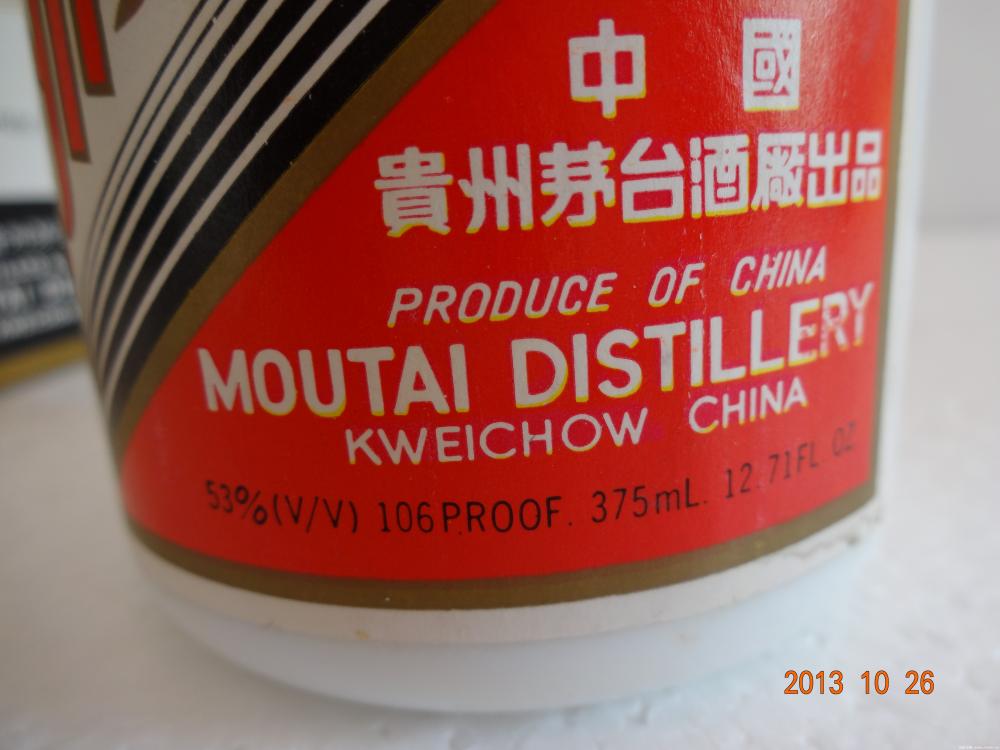 中 國
貴州茅台酒廠出品
PRODUCE OF CHINA
MOUTAI DISTILLERY
KWEICHOW CHINA
53%(V/V) 106PROOF. 375mL. 12.71FL OZ
2013 10 26